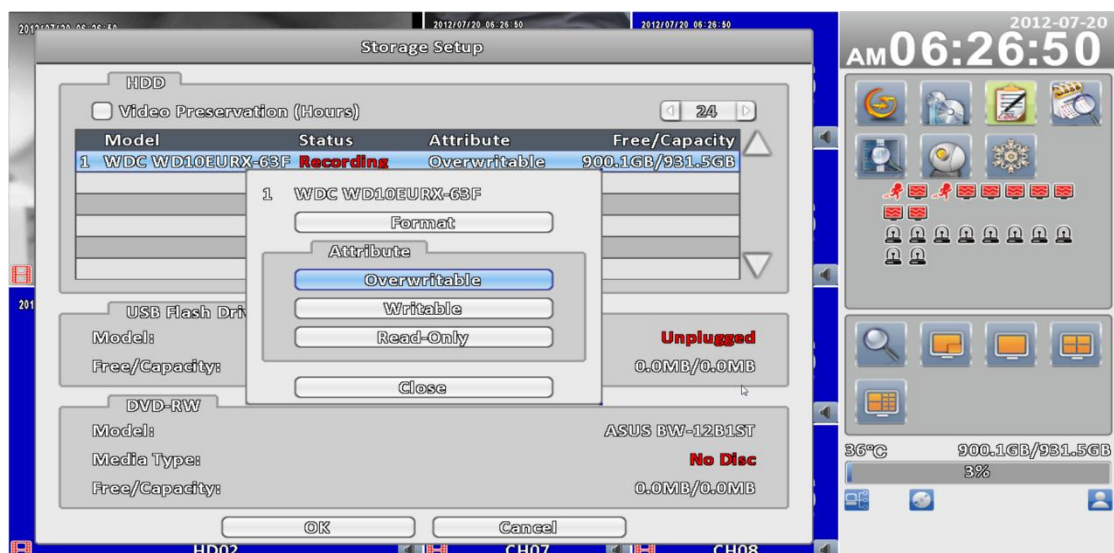 2012/07/20 06:26:50
2012/07/20 06:26:50
2012-07-20
AM06:26:50
Storage Setup
HDD
Video Preservation (Hours)
24
Model Status Attribute Free/Capacity
1 WDC WD10EURX-63F Recording Overwritable 900.1GB/931.5GB
1 WDC WD10EURX-63F
Format
Attribute
Overwritable
Writable
Read-Only
Close
USB Flash Driv
Model: Unplugged
Free/Capacity: 0.0MB/0.0MB
DVD-RW
Model: ASUS BW-12B1ST
Media Type: No Disc
Free/Capacity: 0.0MB/0.0MB
OK Cancel
HD02 CH07 CH08
36°C 900.1GB/931.5GB
3%